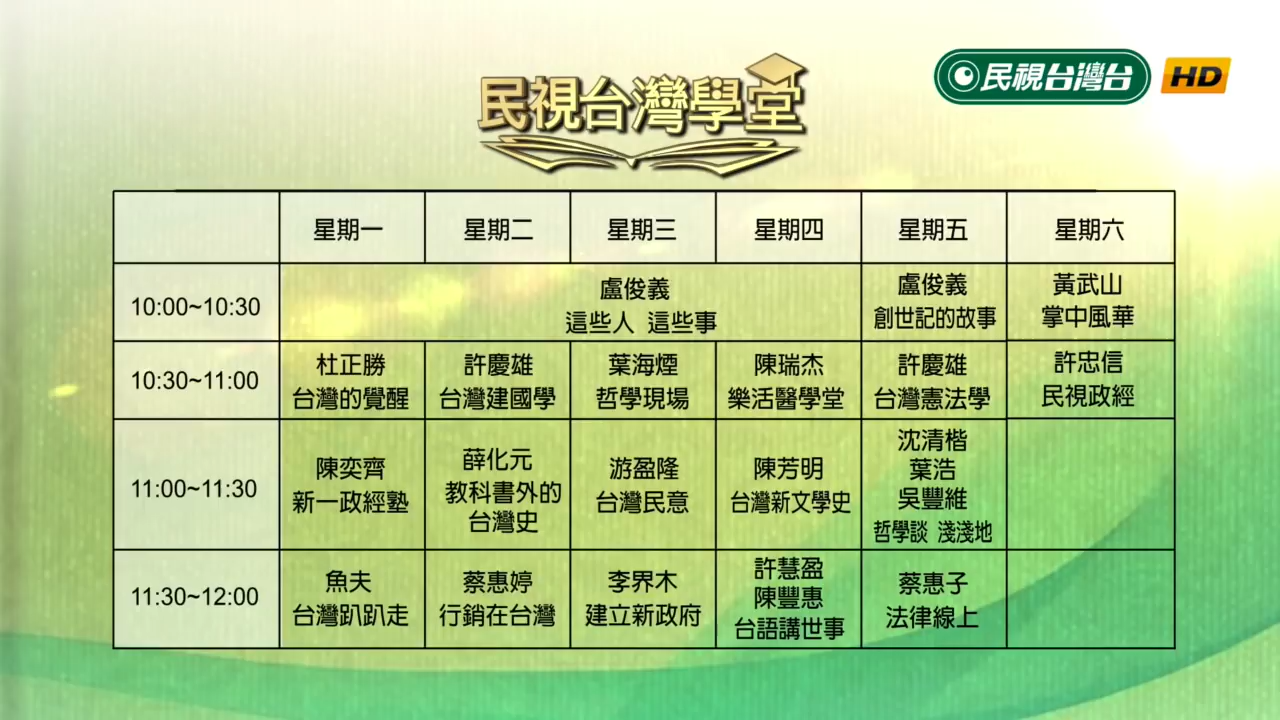 民視台灣學堂
民視台灣台 HD
星期一 星期二 星期三 星期四 星期五 星期六
10:00~10:30
盧俊義
這些人 這些事
盧俊義
創世記的故事
黃武山
掌中風華
10:30~11:00
杜正勝
台灣的覺醒
許慶雄
台灣建國學
葉海煙
哲學現場
陳瑞杰
樂活醫學堂
許慶雄
台灣憲法學
許忠信
民視政經
11:00~11:30
陳奕齊
新一政經塾
薛化元
教科書外的
台灣史
游盈隆
台灣民意
陳芳明
台灣新文學史
沈清楷
葉浩
吳豐維
哲學談 淺淺地
11:30~12:00
魚夫
台灣趴趴走
蔡惠婷
行銷在台灣
李界木
建立新政府
許慧盈
陳豐惠
台語講世事
蔡惠子
法律線上